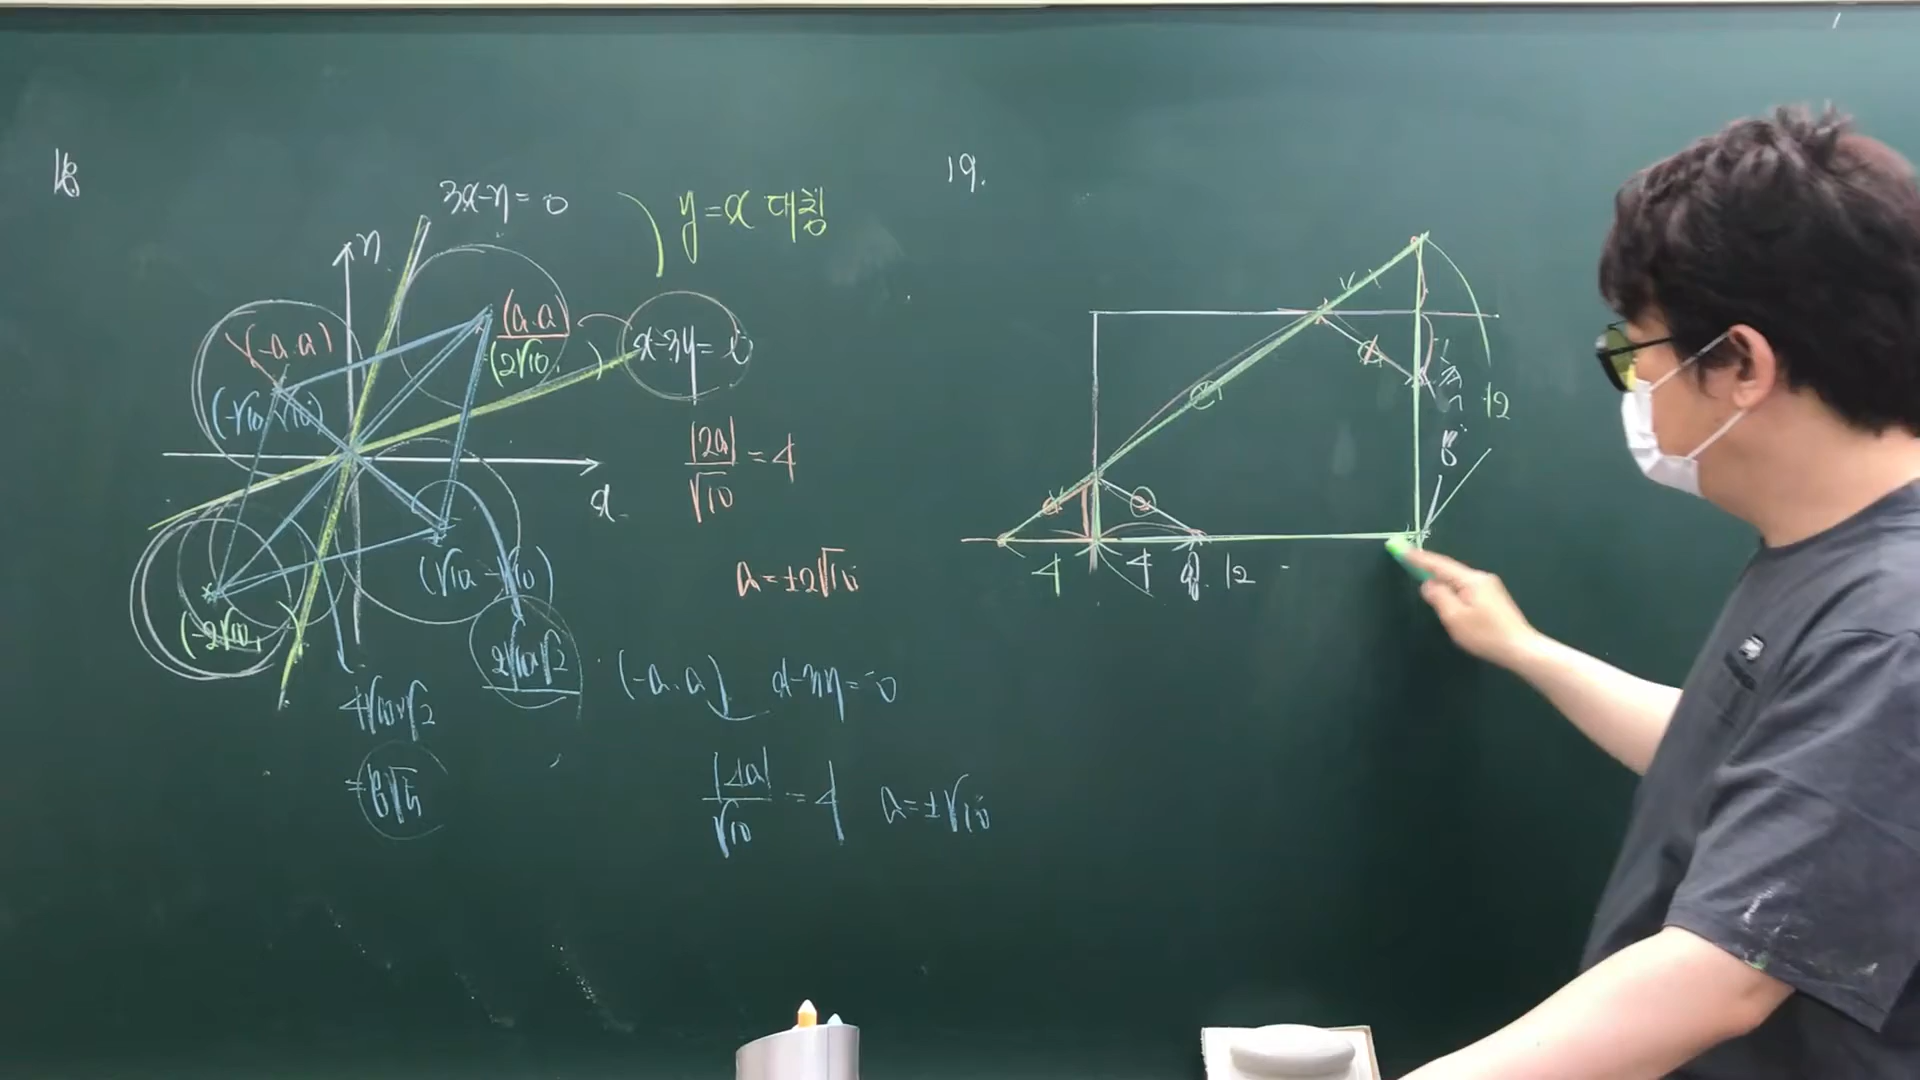 18
3x-y=0
y=x 대칭
y
(a.a)
(2√10,
)
(-a.a)
(-√10.√10)
x-3y=0
|2a|/√10=4
x
a=±2√10
(√10 -√10)
(-2√10,
)
2√10×√2
4√10×√2
=8√5
(-a.a) x-3y=0
|4a|/√10=4 a=±√10
19.
12
8
4
4
12